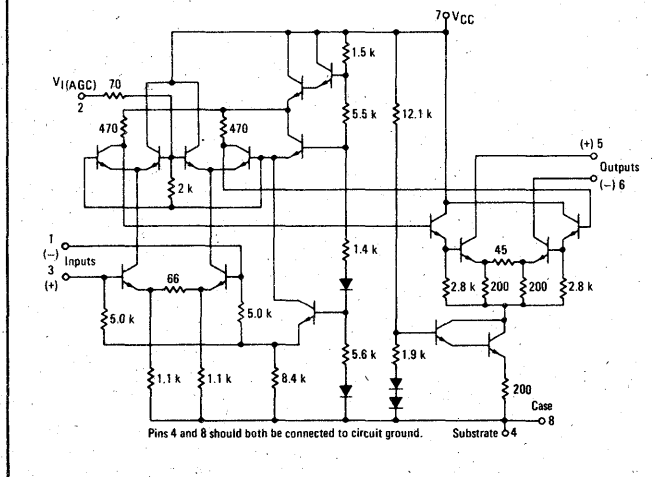 7 VCC
1.5 k
VI(AGC)
2
70
5.5 k
12.1 k
470
470
(+) 5
Outputs
(−) 6
2 k
1
(−)
Inputs
3
(+)
66
1.4 k
45
2.8 k
200
200
2.8 k
5.0 k
5.0 k
5.6 k
1.9 k
1.1 k
1.1 k
8.4 k
200
Case
8
Pins 4 and 8 should both be connected to circuit ground.
Substrate 4